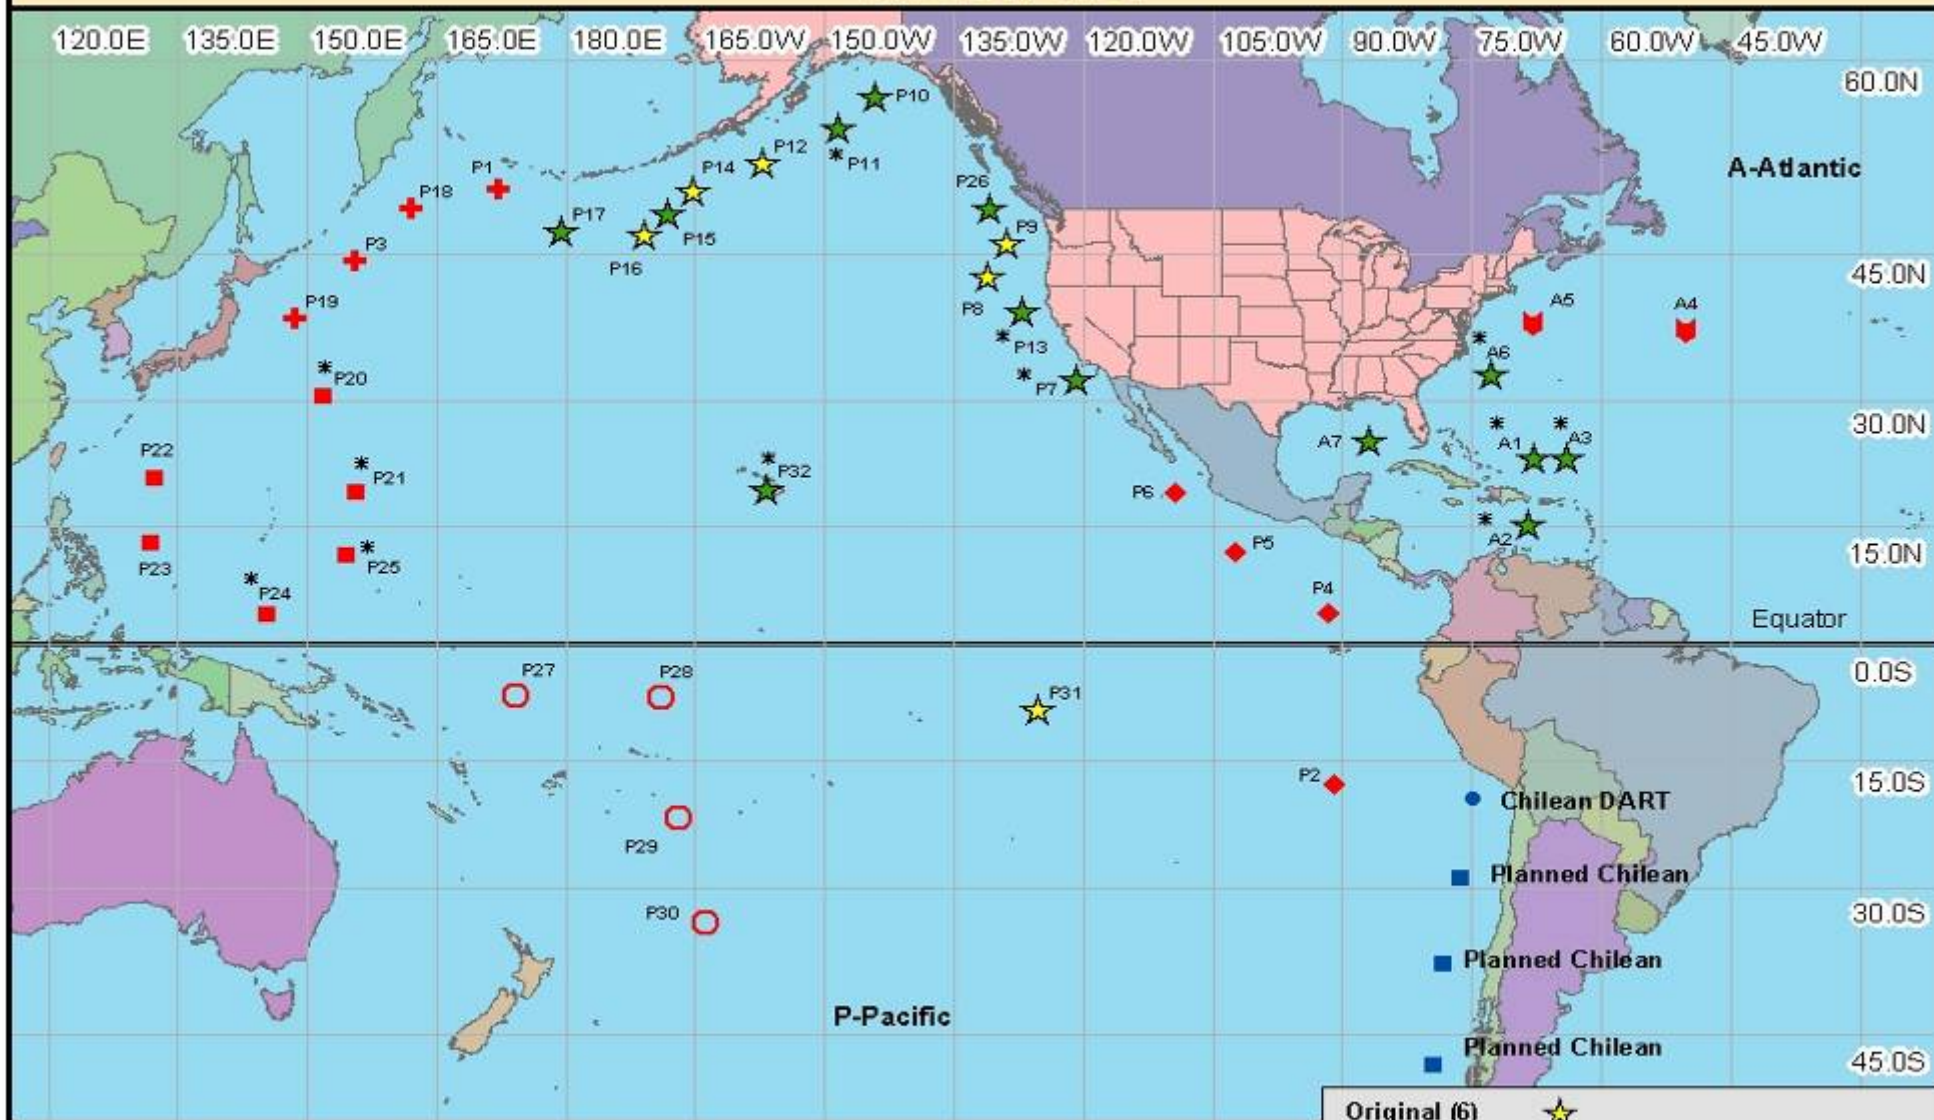 120.0E 135.0E 150.0E 165.0E 180.0E 165.0W 150.0W 135.0W 120.0W 105.0W 90.0W 75.0W 60.0W 45.0W
60.0N
P10
A-Atlantic
P12
P11
P14
P1
P18
P26
P17
P15
P9
P3
P16
45.0N
P19
P8
A5
A4
P13
A6
P20
P7
30.0N
A7
A1
A3
P22
P21
P32
P6
A2
P5
15.0N
P23
P25
P24
P4
Equator
P27
P28
0.0S
P31
P2
15.0S
Chilean DART
P29
Planned Chilean
P30
30.0S
Planned Chilean
P-Pacific
Planned Chilean
45.0S
Original (6)